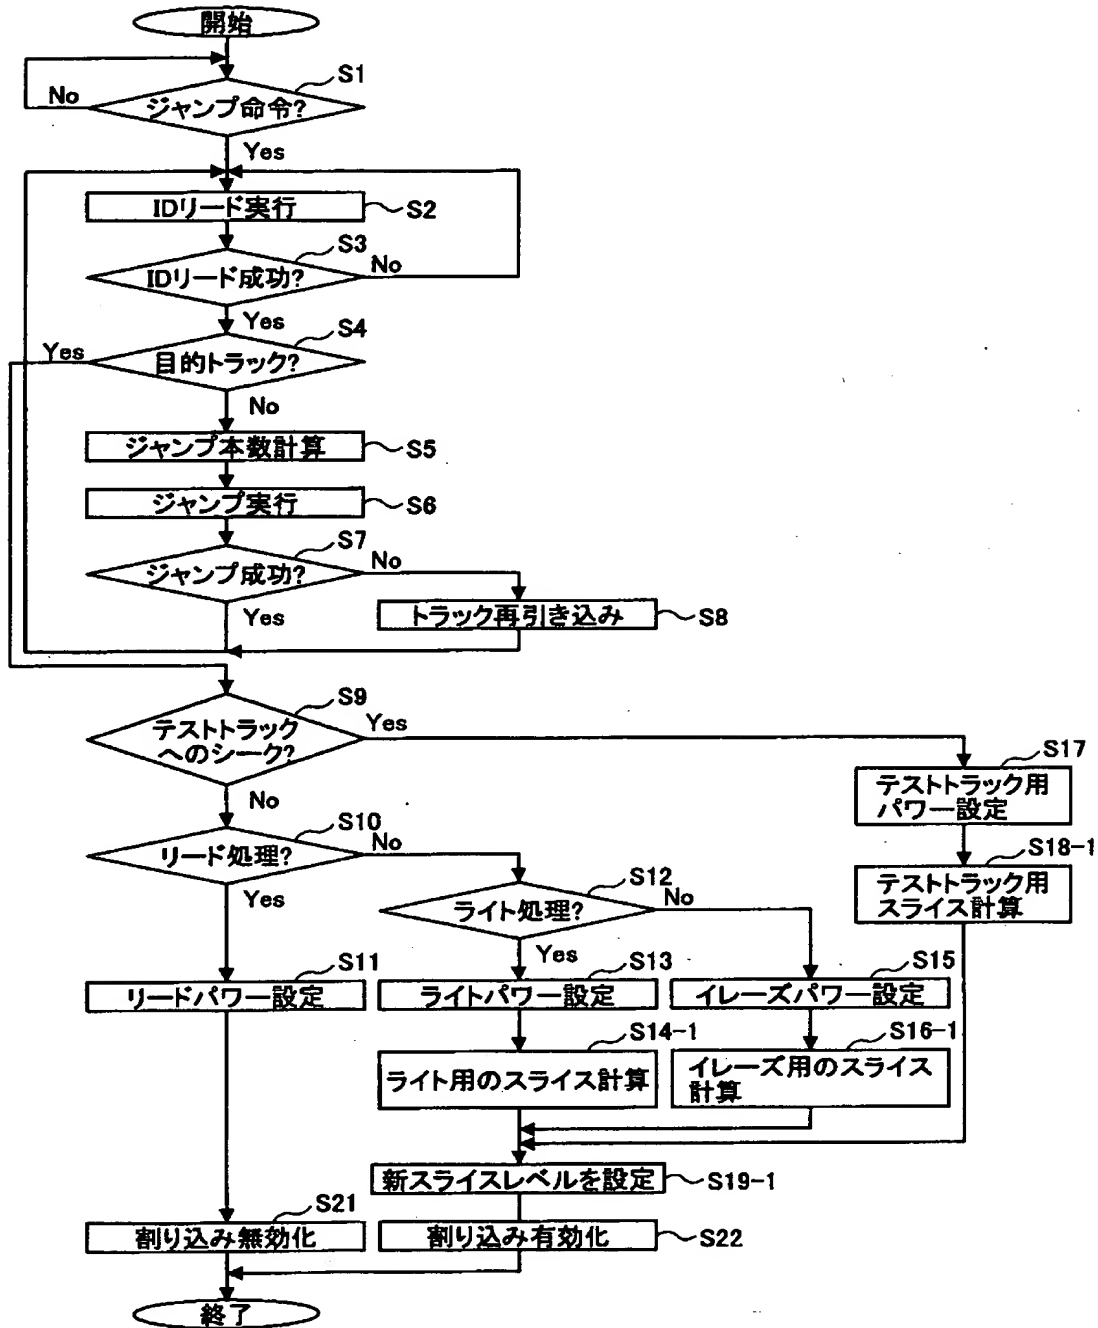 開始
S1
ジャンプ命令?
No
Yes
IDリード実行
S2
S3
IDリード成功?
No
Yes
S4
目的トラック?
Yes
No
ジャンプ本数計算
S5
ジャンプ実行
S6
S7
ジャンプ成功?
No
Yes
トラック再引き込み
S8
S9
テストトラック
へのシーク?
Yes
No
S17
テストトラック用
パワー設定
S10
リード処理?
No
Yes
S18-1
テストトラック用
スライス計算
S12
ライト処理?
No
Yes
S11
リードパワー設定
S13
ライトパワー設定
S15
イレーズパワー設定
S14-1
ライト用のスライス計算
S16-1
イレーズ用のスライス
計算
新スライスレベルを設定
S19-1
S21
割り込み無効化
割り込み有効化
S22
終了